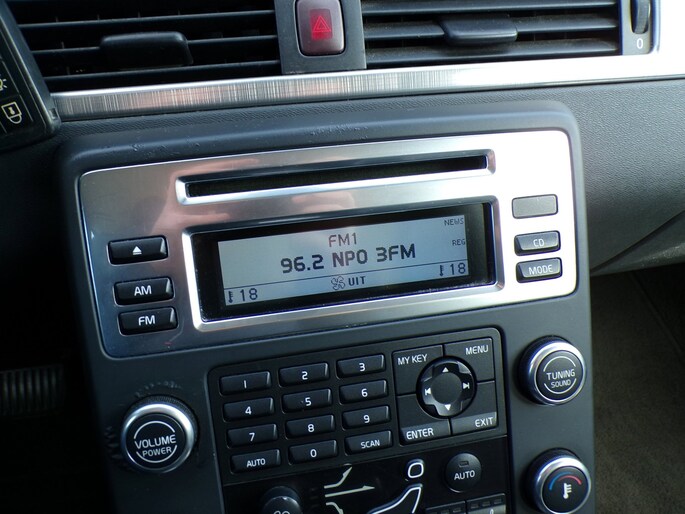 0
NEWS
FM1
REG
96.2 NPO 3FM
18 UIT 18
AM
FM
CD
MODE
MY KEY
MENU
ENTER
EXIT
1 2 3
4 5 6
7 8 9
AUTO 0 SCAN
VOLUME
POWER
TUNING
SOUND
AUTO